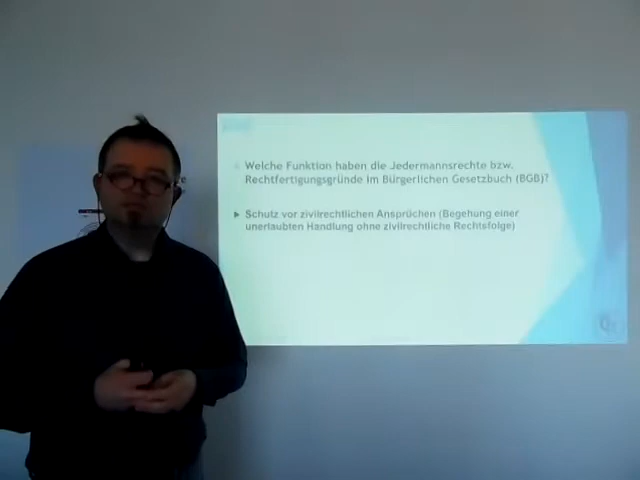 Welche Funktion haben die Jedermannsrechte bzw.
Rechtfertigungsgründe im Bürgerlichen Gesetzbuch (BGB)?
Schutz vor zivilrechtlichen Ansprüchen (Begehung einer
unerlaubten Handlung ohne zivilrechtliche Rechtsfolge)